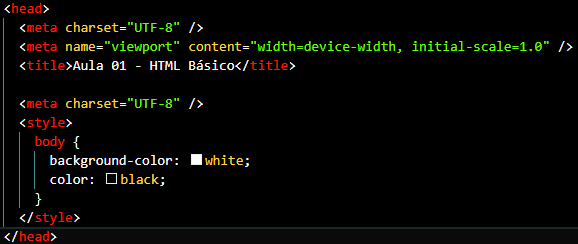 <head>
<meta charset="UTF-8" />
<meta name="viewport" content="width=device-width, initial-scale=1.0" />
<title>Aula 01 - HTML Básico</title>
<meta charset="UTF-8" />
<style>
body {
background-color: white;
color: black;
}
</style>
</head>